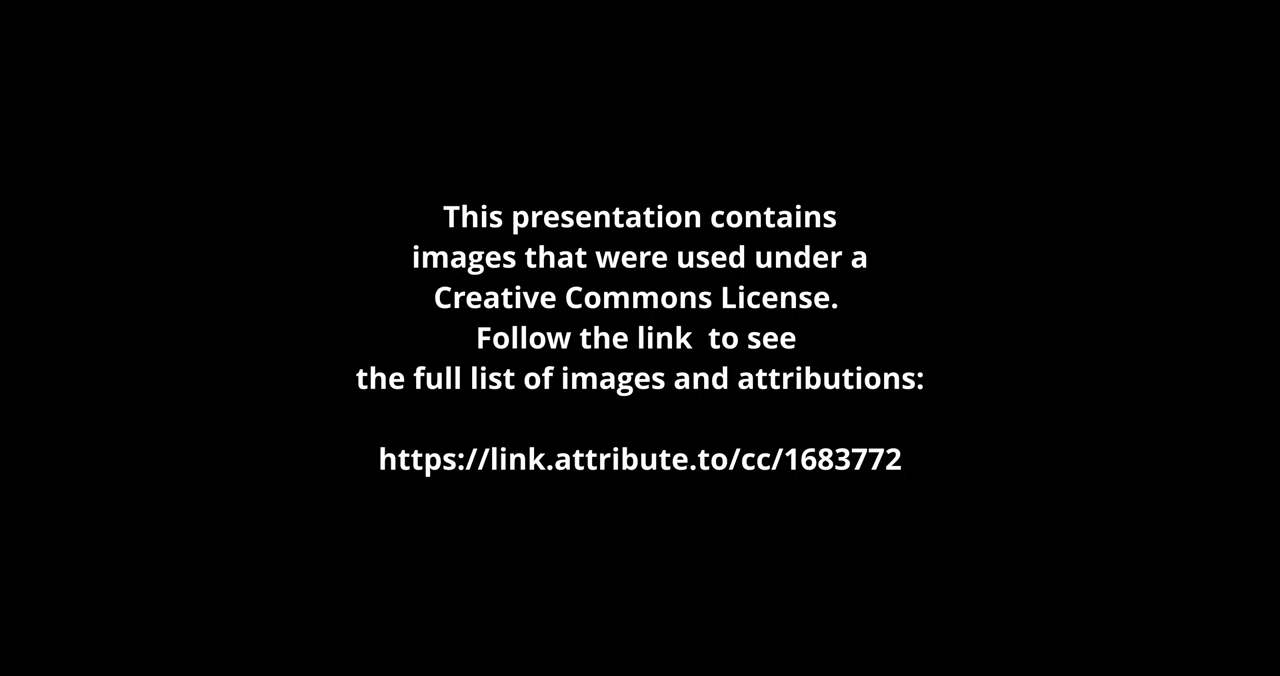 This presentation contains
images that were used under a
Creative Commons License.
Follow the link  to see
the full list of images and attributions:
https://link.attribute.to/cc/1683772